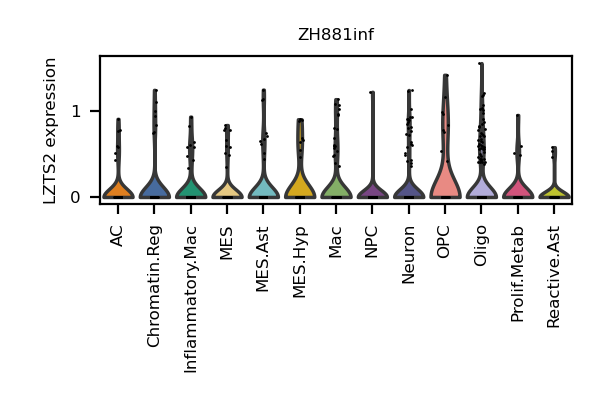 ZH881inf
LZTS2 expression
1
0
AC
Chromatin.Reg
Inflammatory.Mac
MES
MES.Ast
MES.Hyp
Mac
NPC
Neuron
OPC
Oligo
Prolif.Metab
Reactive.Ast